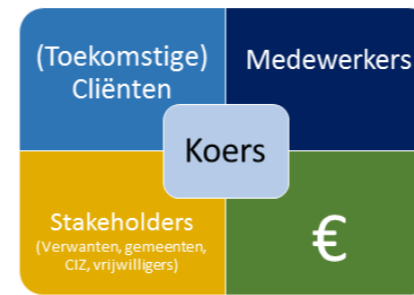 (Toekomstige)
Cliënten
Medewerkers
Koers
Stakeholders
(Verwanten, gemeenten,
CIZ, vrijwilligers)
€